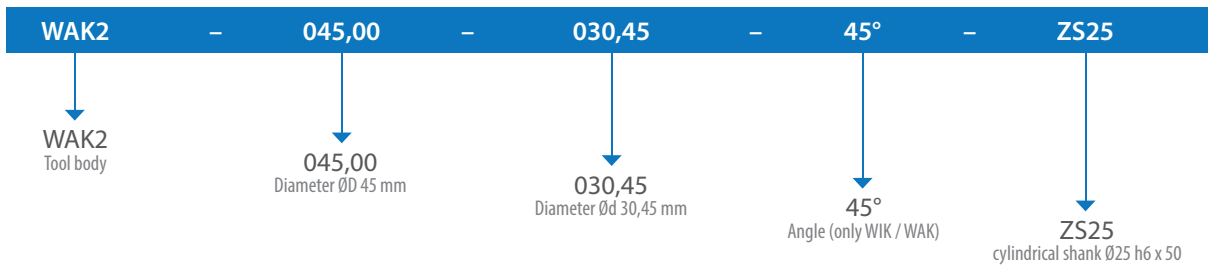 WAK2 – 045,00 – 030,45 – 45° – ZS25
WAK2
Tool body
045,00
Diameter ØD 45 mm
030,45
Diameter Ød 30,45 mm
45°
Angle (only WIK / WAK)
ZS25
cylindrical shank Ø25 h6 x 50